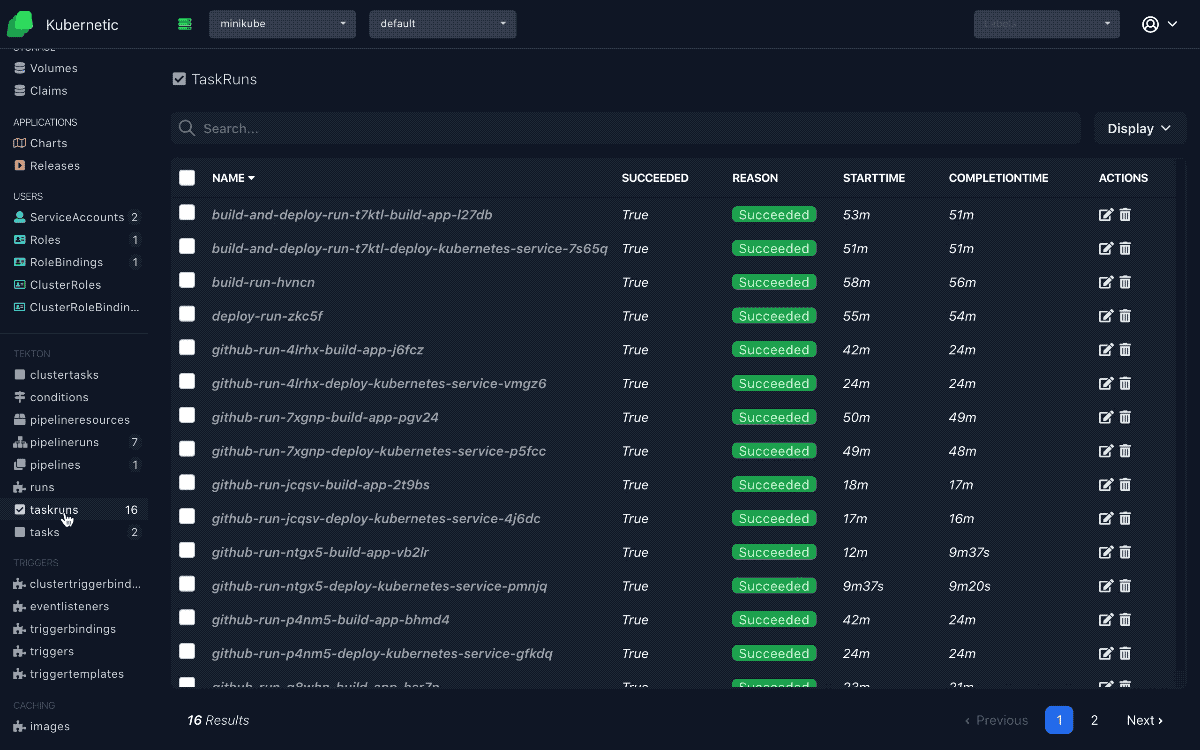 Kubernetic
minikube
default
Labels
STORAGE
Volumes
Claims
APPLICATIONS
Charts
Releases
USERS
ServiceAccounts 2
Roles 1
RoleBindings 1
ClusterRoles
ClusterRoleBindin...
TEKTON
clustertasks
conditions
pipelineresources
pipelineruns 7
pipelines 1
runs
taskruns 16
tasks 2
TRIGGERS
clustertriggerbind...
eventlisteners
triggerbindings
triggers
triggertemplates
CACHING
images
TaskRuns
Search...
Display
NAME SUCCEEDED REASON STARTTIME COMPLETIONTIME ACTIONS
build-and-deploy-run-t7ktl-build-app-l27db True Succeeded 53m 51m
build-and-deploy-run-t7ktl-deploy-kubernetes-service-7s65q True Succeeded 51m 51m
build-run-hvncn True Succeeded 58m 56m
deploy-run-zkc5f True Succeeded 55m 54m
github-run-4lrhx-build-app-j6fcz True Succeeded 42m 24m
github-run-4lrhx-deploy-kubernetes-service-vmgz6 True Succeeded 24m 24m
github-run-7xgnp-build-app-pgv24 True Succeeded 50m 49m
github-run-7xgnp-deploy-kubernetes-service-p5fcc True Succeeded 49m 48m
github-run-jcqsv-build-app-2t9bs True Succeeded 18m 17m
github-run-jcqsv-deploy-kubernetes-service-4j6dc True Succeeded 17m 16m
github-run-ntgx5-build-app-vb2lr True Succeeded 12m 9m37s
github-run-ntgx5-deploy-kubernetes-service-pmnjq True Succeeded 9m37s 9m20s
github-run-p4nm5-build-app-bhmd4 True Succeeded 42m 24m
github-run-p4nm5-deploy-kubernetes-service-gfkdq True Succeeded 24m 24m
True Succeeded
16 Results
‹ Previous 1 2 Next ›